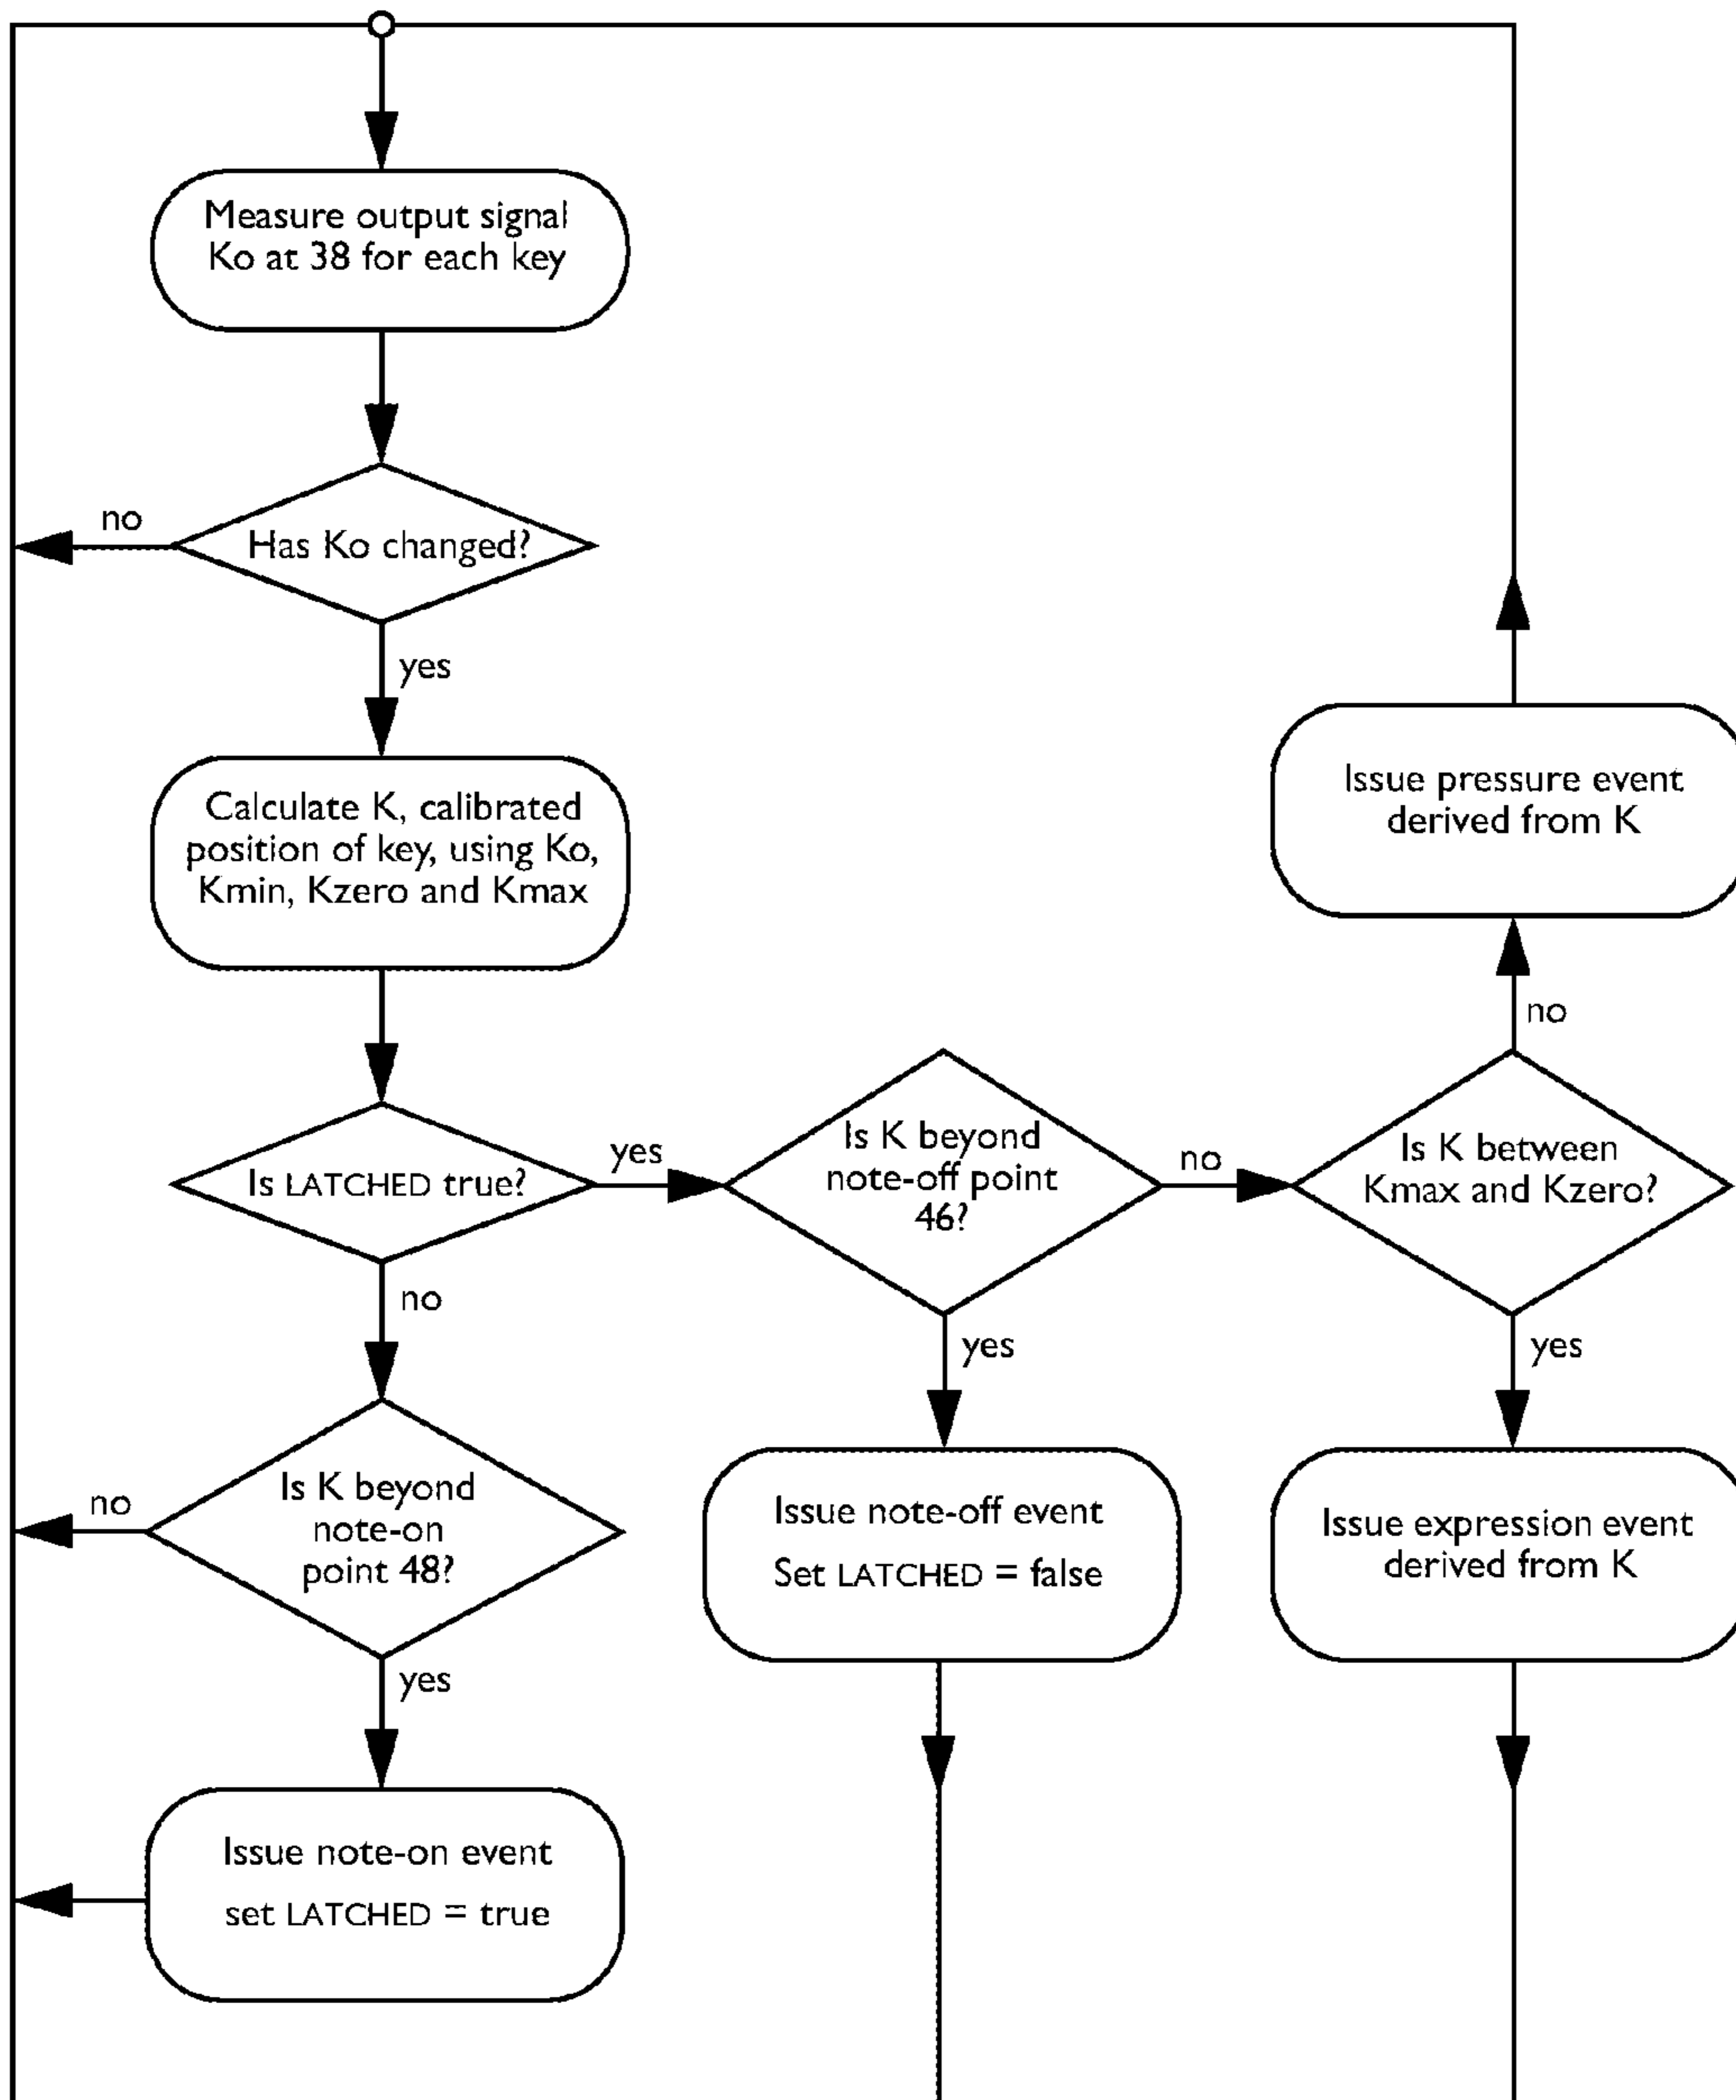 Measure output signal
Ko at 38 for each key
Has Ko changed?
no
yes
Calculate K, calibrated
position of key, using Ko,
Kmin, Kzero and Kmax
Issue pressure event
derived from K
no
Is LATCHED true?
yes
Is K beyond
note-off point
46?
no
Is K between
Kmax and Kzero?
no
yes
yes
Is K beyond
note-on
point 48?
no
yes
Issue note-off event
Set LATCHED = false
Issue expression event
derived from K
Issue note-on event
set LATCHED = true